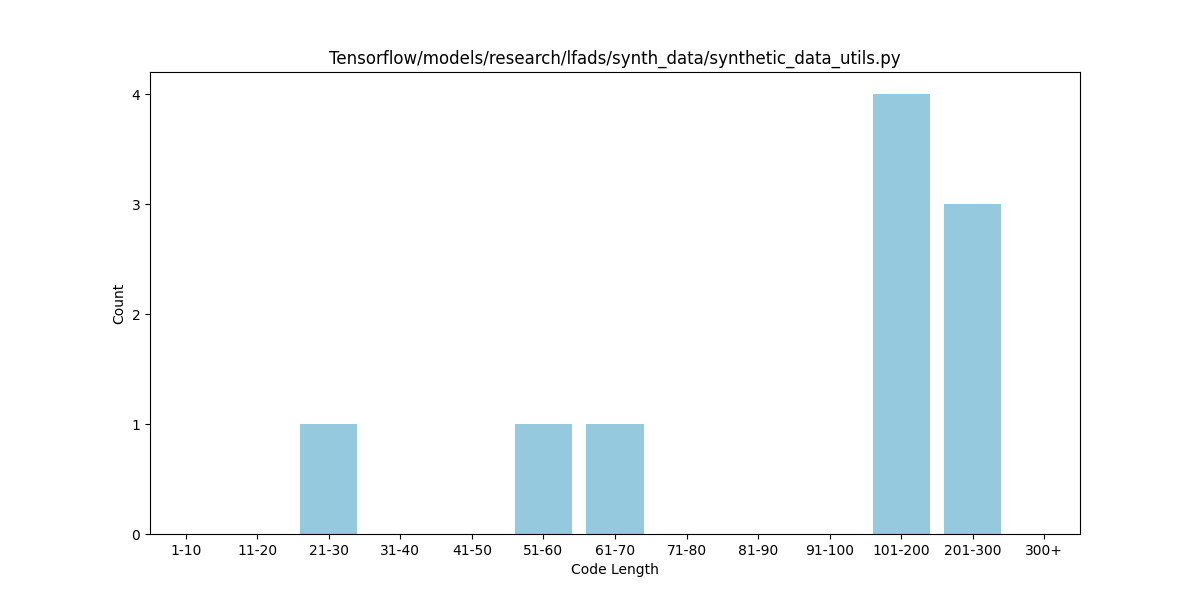 Tensorflow/models/research/lfads/synth_data/synthetic_data_utils.py
4
3
2
1
0
Count
1-10 11-20 21-30 31-40 41-50 51-60 61-70 71-80 81-90 91-100 101-200 201-300 300+
Code Length